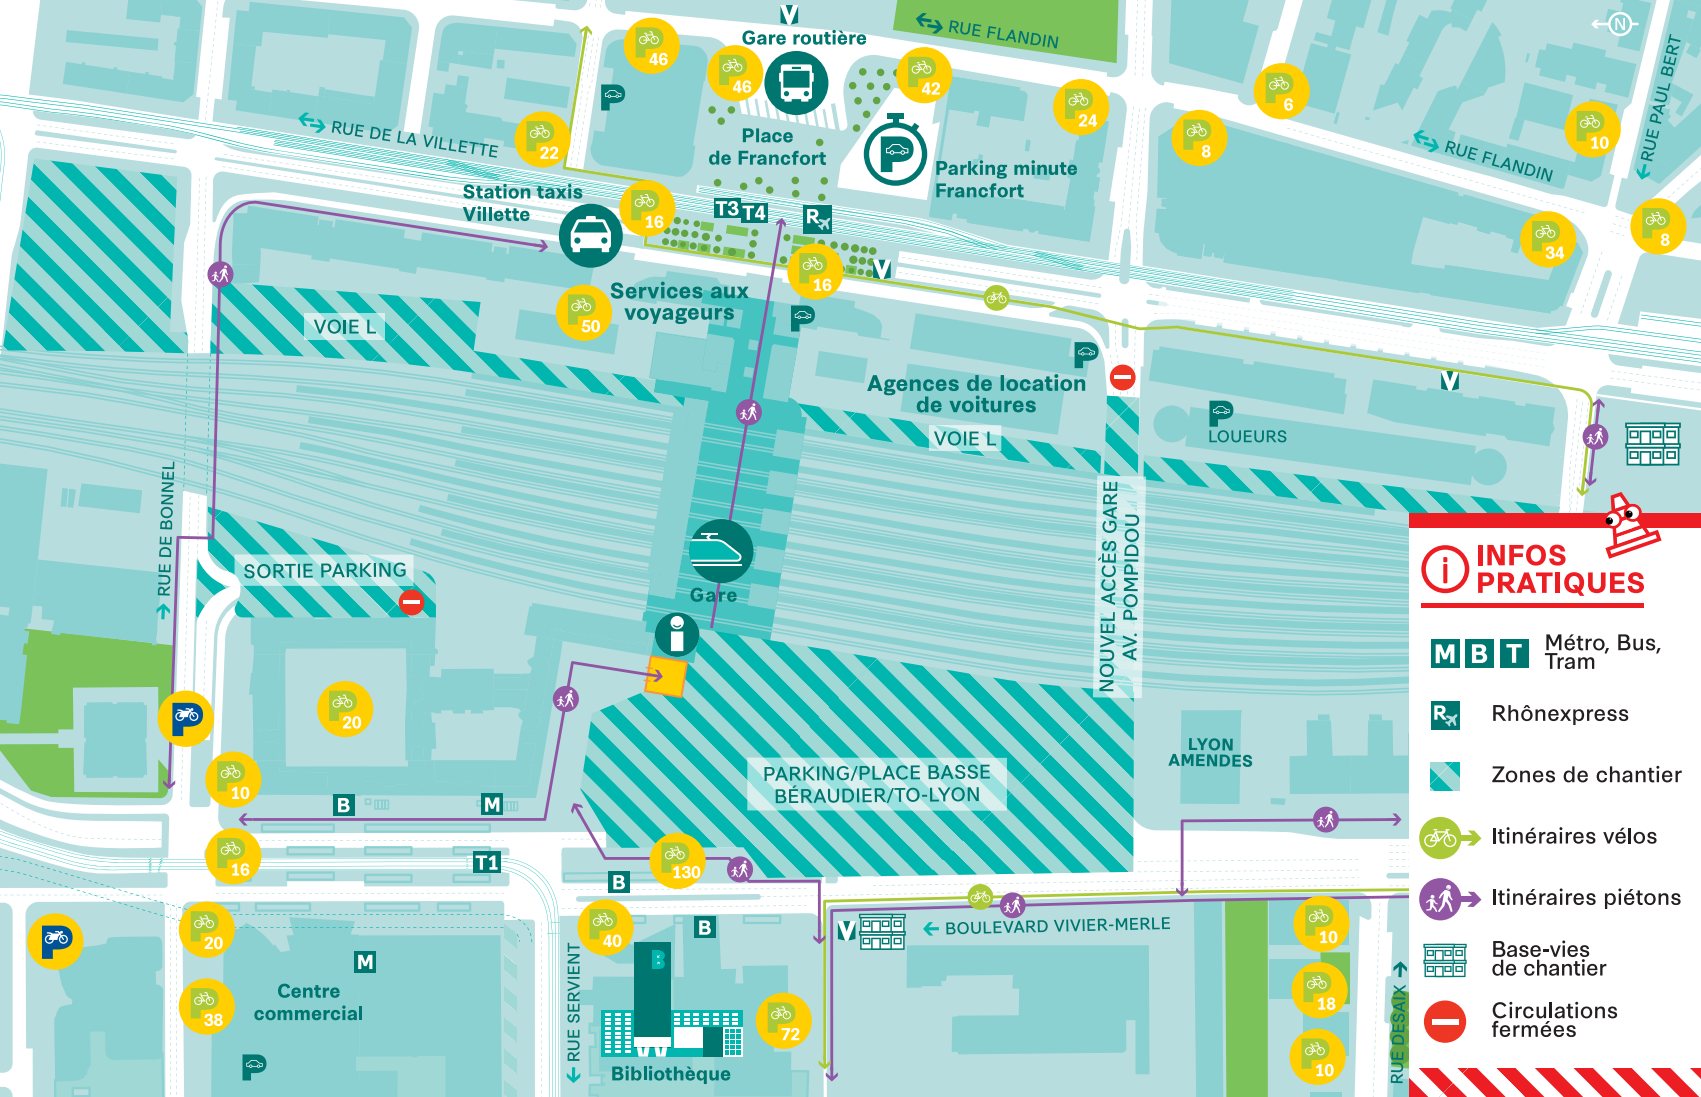 V
Gare routière
RUE FLANDIN
N
RUE PAUL BERT
46
46
42
24
6
8
10
RUE DE LA VILLETTE
22
P
Place
de Francfort
P
Parking minute
Francfort
RUE FLANDIN
Station taxis
Villette
16
T3
T4
R
34
8
V
16
Services aux
voyageurs
50
P
VOIE L
P
Agences de location
de voitures
V
P
LOUEURS
VOIE L
RUE DE BONNEL
SORTIE PARKING
Gare
i
NOUVEL ACCÈS GARE
AV. POMPIDOU
P
20
10
B
M
PARKING/PLACE BASSE
BÉRAUDIER/TO-LYON
LYON
AMENDES
16
T1
130
B
P
20
40
B
V
BOULEVARD VIVIER-MERLE
10
M
B
Centre
commercial
38
RUE SERVIENT
72
18
RUE DESAIX
P
Bibliothèque
10
i
INFOS
PRATIQUES
M B T
Métro, Bus,
Tram
R
Rhônexpress
Zones de chantier
Itinéraires vélos
Itinéraires piétons
Base-vies
de chantier
Circulations
fermées